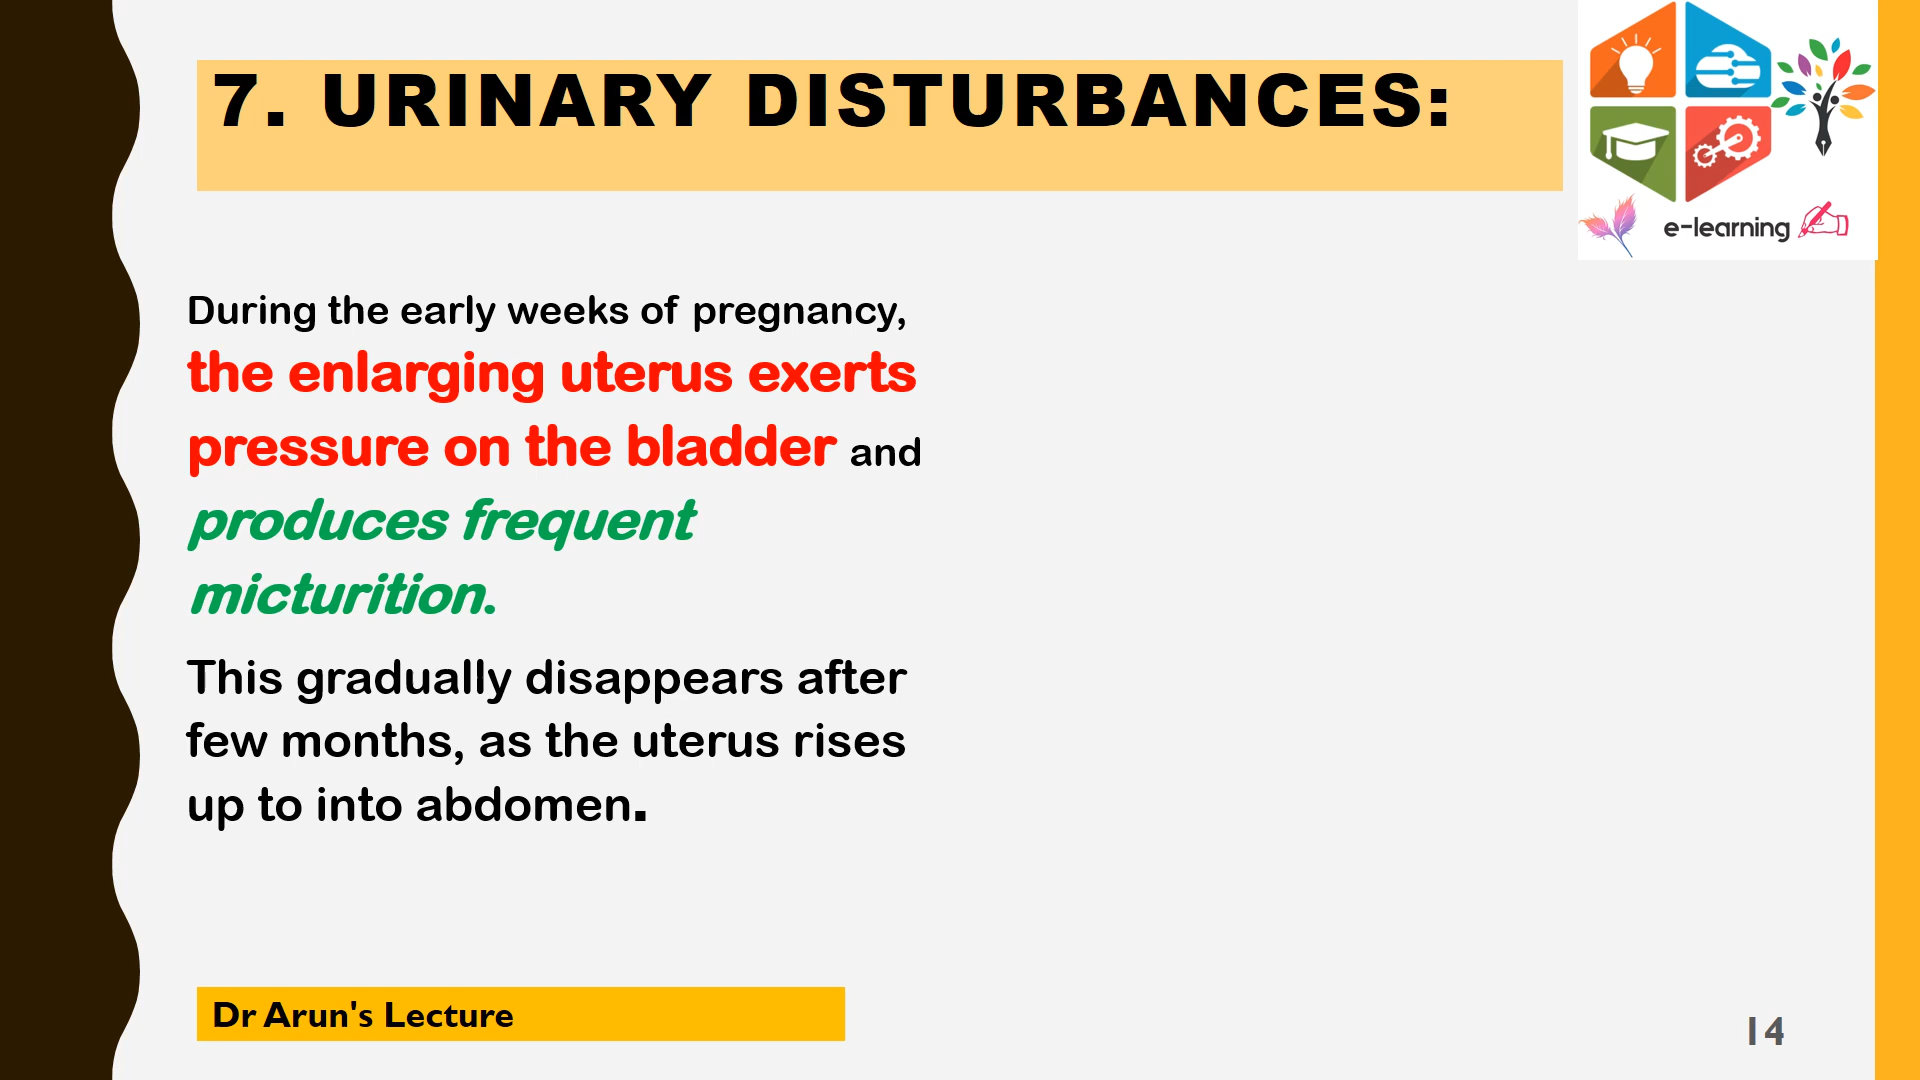 7. URINARY DISTURBANCES:
e-learning
During the early weeks of pregnancy,
the enlarging uterus exerts
pressure on the bladder and
produces frequent
micturition.
This gradually disappears after
few months, as the uterus rises
up to into abdomen.
Dr Arun's Lecture
14